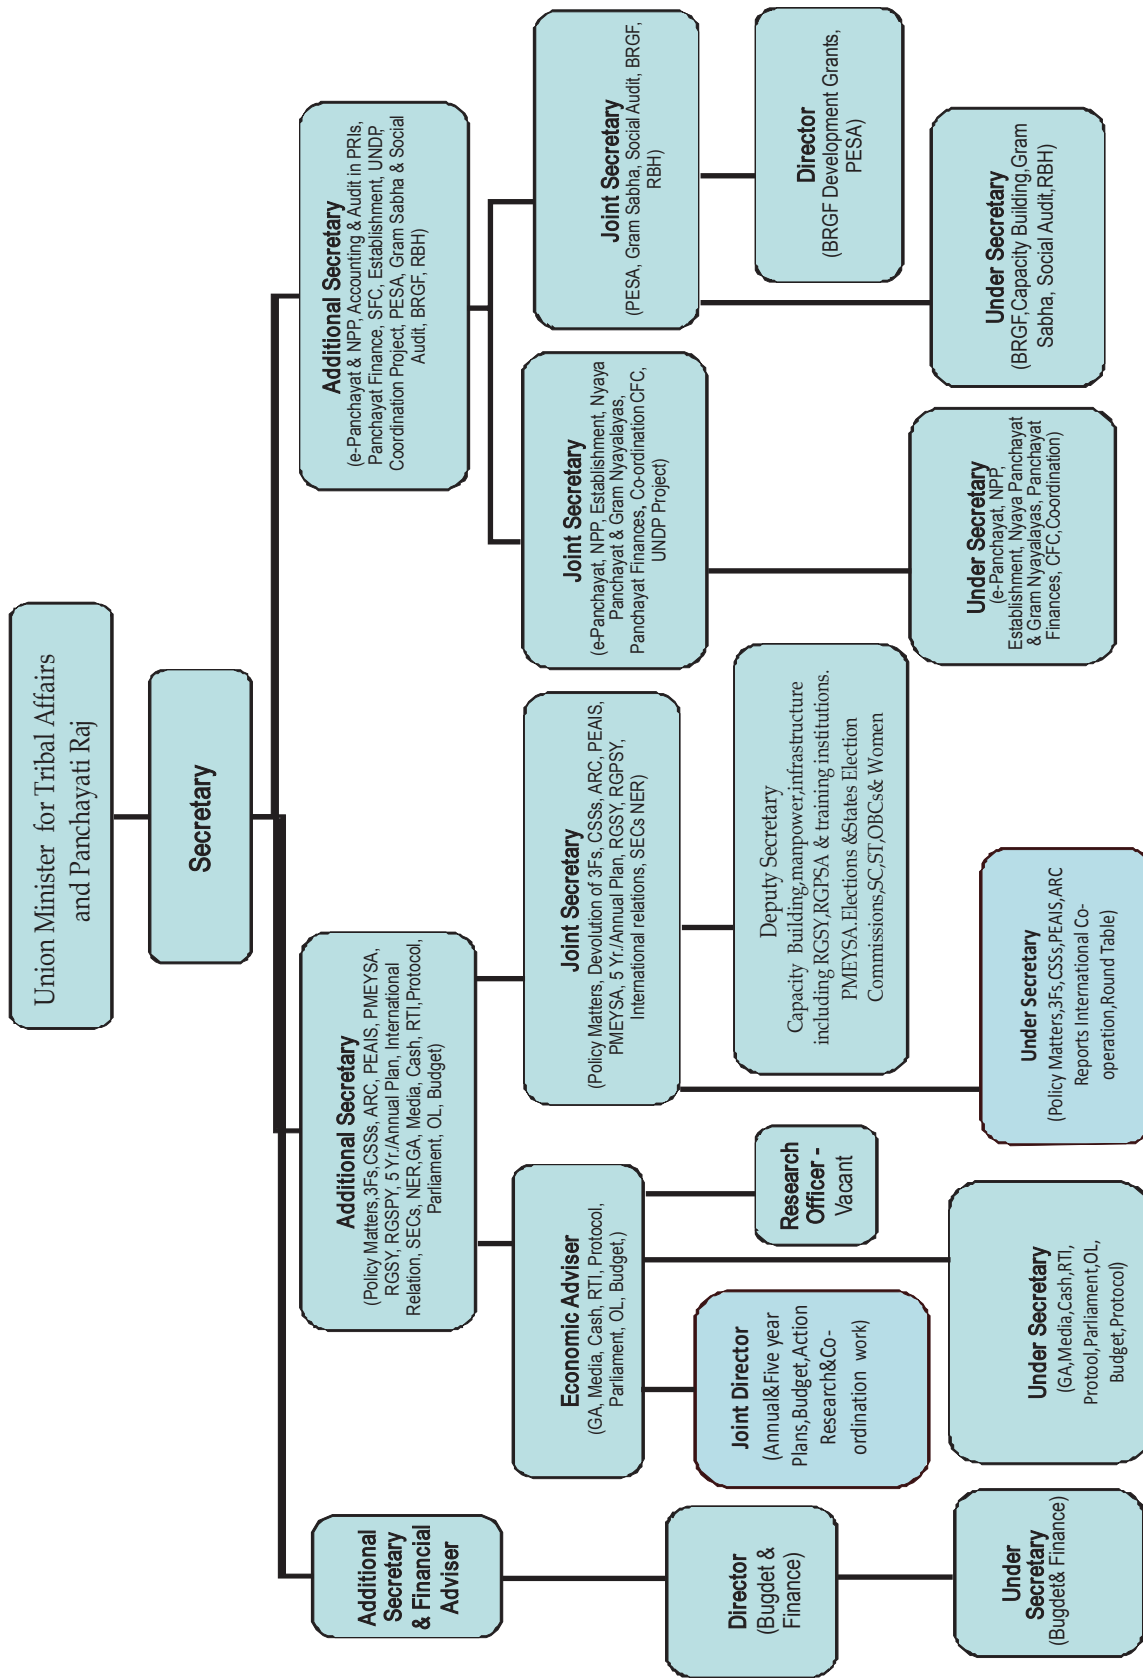 Union Minister for Tribal Affairs
and Panchayati Raj
Secretary
Additional
Secretary
& Financial
Adviser
Additional Secretary
(Policy Matters,3Fs,CSSs, ARC, PEAIS, PMEYSA,
RGSY, RGSPY, 5 Yr./Annual Plan, International
Relation, SECs, NER,GA, Media, Cash, RTI,Protocol,
Parliament, OL, Budget)
Additional Secretary
(e-Panchayat & NPP, Accounting & Audit in PRIs,
Panchayat Finance, SFC, Establishment, UNDP,
Coordination Project, PESA, Gram Sabha & Social
Audit, BRGF, RBH)
Economic Adviser
(GA, Media, Cash, RTI, Protocol,
Parliament, OL, Budget,)
Joint Secretary
(Policy Matters, Devolution of 3Fs, CSSs, ARC, PEAIS,
PMEYSA, 5 Yr./Annual Plan, RGSY, RGPSY,
International relations, SECs NER)
Joint Secretary
(e-Panchayat, NPP, Establishment, Nyaya
Panchayat & Gram Nyayalayas,
Panchayat Finances, Co-ordination CFC,
UNDP Project)
Joint Secretary
(PESA, Gram Sabha, Social Audit, BRGF,
RBH)
Director
(Bugdet &
Finance)
Joint Director
(Annual&Five year
Plans,Budget,Action
Research&Co-
ordination work)
Research
Officer -
Vacant
Deputy Secretary
Capacity Building,manpower,infrastructure
including RGSY,RGPSA & training institutions.
PMEYSA.Elections &States Election
Commissions,SC,ST,OBCs& Women
Director
(BRGF Development Grants,
PESA)
Under
Secretary
(Bugdet& Finance)
Under Secretary
(GA,Media,Cash,RTI,
Protool,Parliament,OL,
Budget,Protocol)
Under Secretary
(Policy Matters,3Fs,CSSs,PEAIS,ARC
Reports International Co-
operation,Round Table)
Under Secretary
(e-Panchayat, NPP,
Establishment, Nyaya Panchayat
& Gram Nyayalayas, Panchayat
Finances, CFC,Co-ordination)
Under Secretary
(BRGF,Capacity Building,Gram
Sabha, Social Audit,RBH)